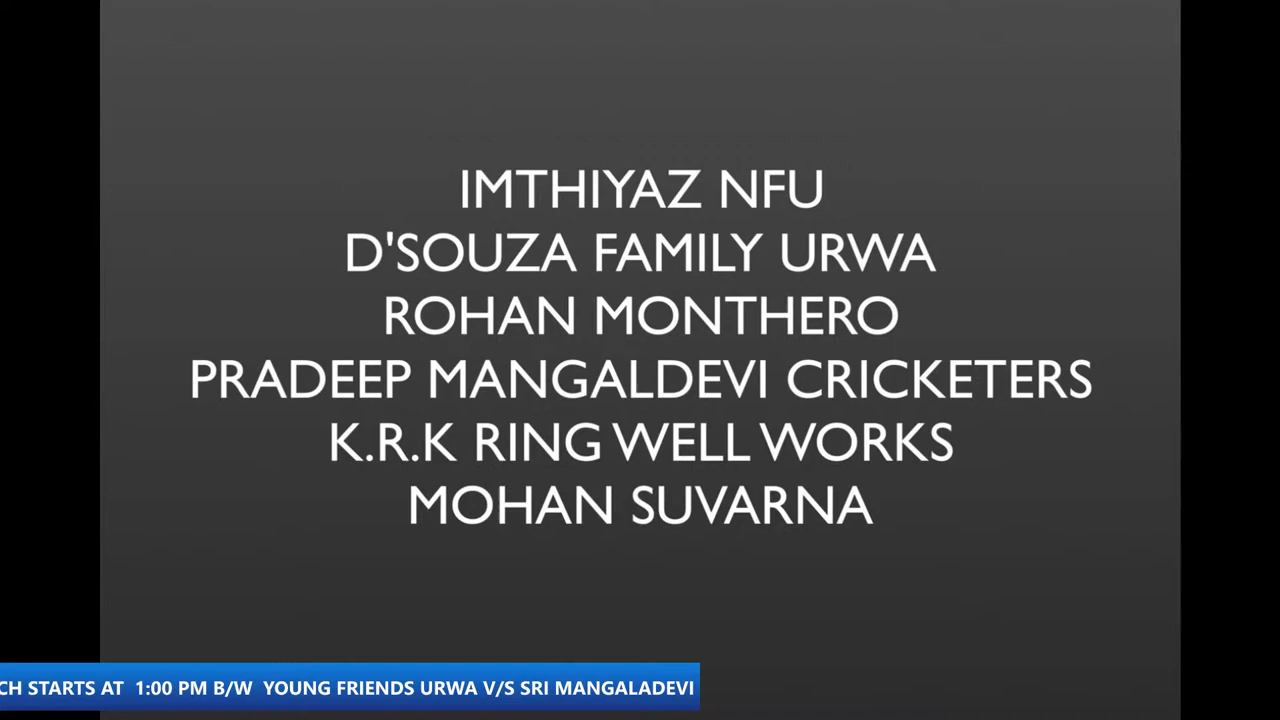 IMTHIYAZ NFU
D'SOUZA FAMILY URWA
ROHAN MONTHERO
PRADEEP MANGALDEVI CRICKETERS
K.R.K RING WELL WORKS
MOHAN SUVARNA
CH STARTS AT 1:00 PM B/W YOUNG FRIENDS URWA V/S SRI MANGALADEVI